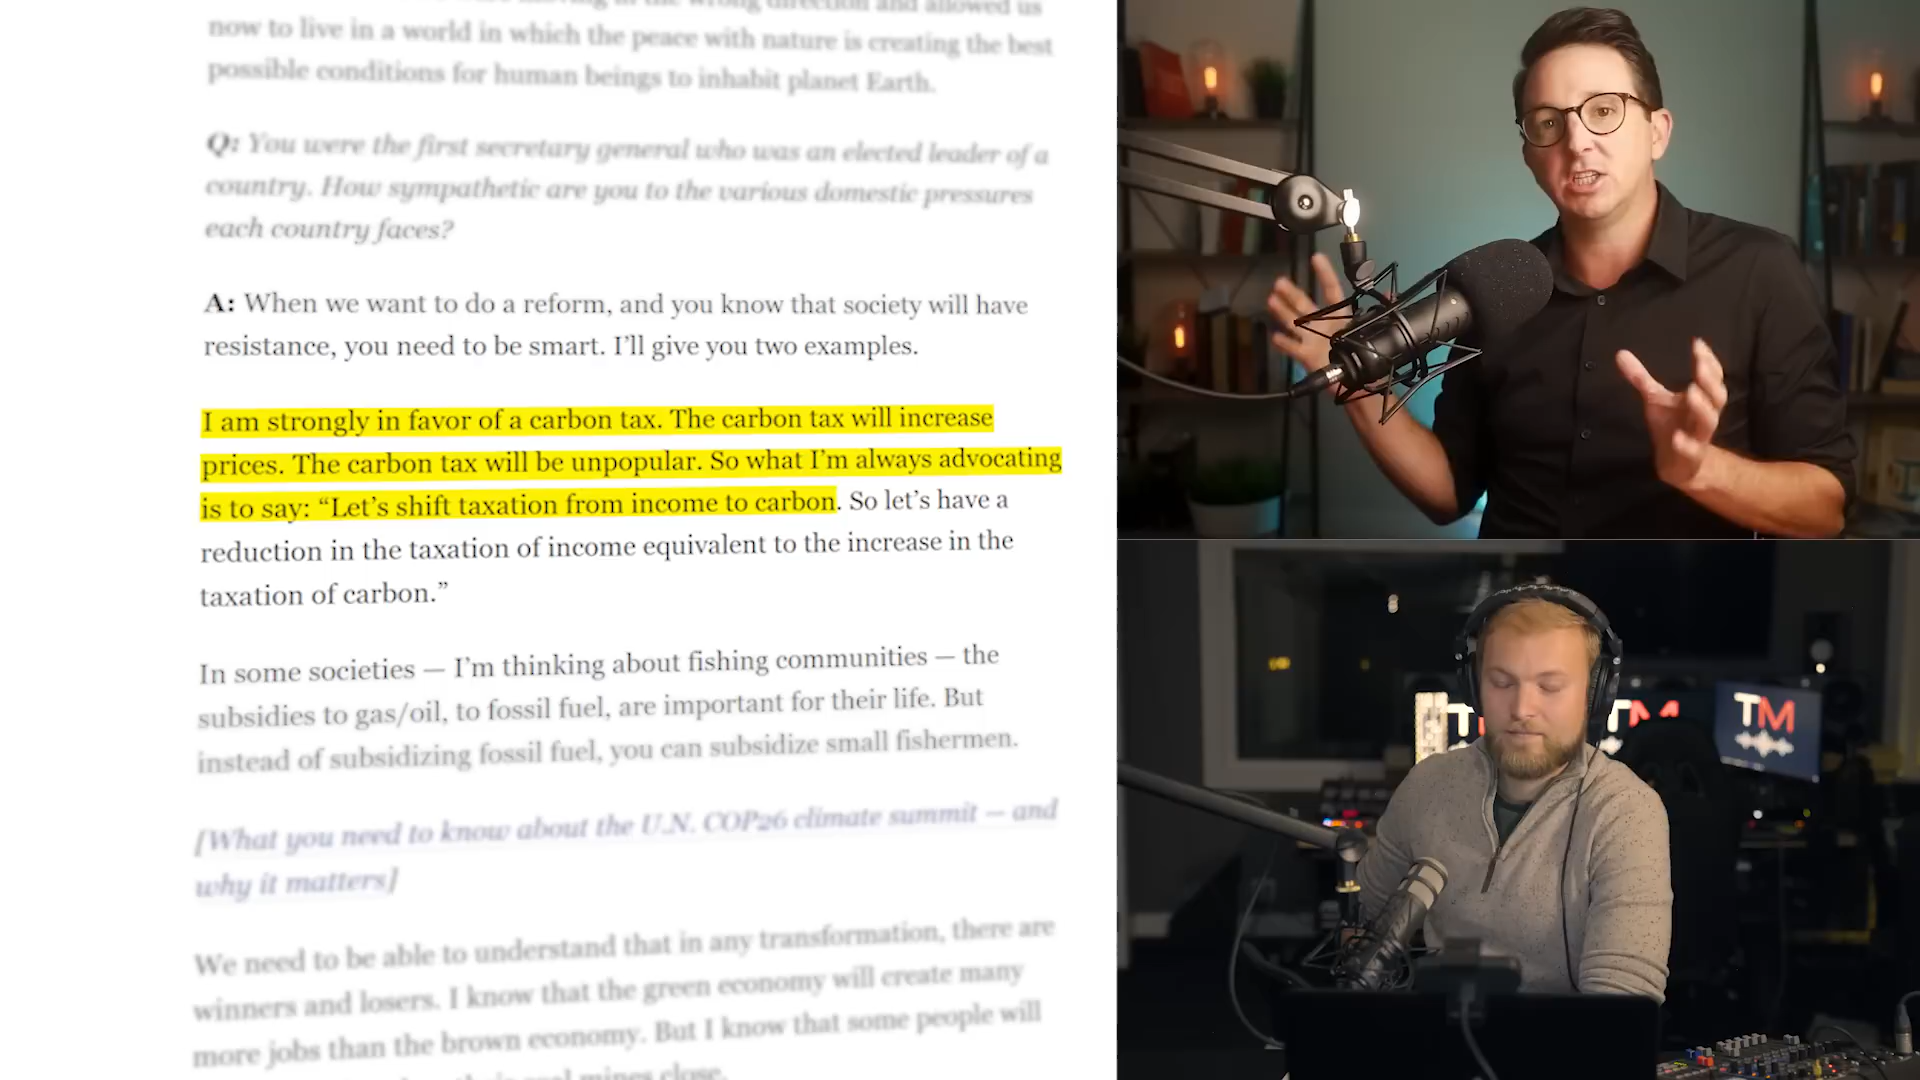 now to live in a world in which the peace with nature is creating the best
possible conditions for human beings to inhabit planet Earth.
Q: You were the first secretary general who was an elected leader of a
country. How sympathetic are you to the various domestic pressures
each country faces?
A: When we want to do a reform, and you know that society will have
resistance, you need to be smart. I’ll give you two examples.
I am strongly in favor of a carbon tax. The carbon tax will increase
prices. The carbon tax will be unpopular. So what I’m always advocating
is to say: “Let’s shift taxation from income to carbon. So let’s have a
reduction in the taxation of income equivalent to the increase in the
taxation of carbon.”
In some societies — I’m thinking about fishing communities — the
subsidies to gas/oil, to fossil fuel, are important for their life. But
instead of subsidizing fossil fuel, you can subsidize small fishermen.
[What you need to know about the U.N. COP26 climate summit — and
why it matters]
We need to be able to understand that in any transformation, there are
winners and losers. I know that the green economy will create many
more jobs than the brown economy. But I know that some people will
mines close.
T
TM
TM